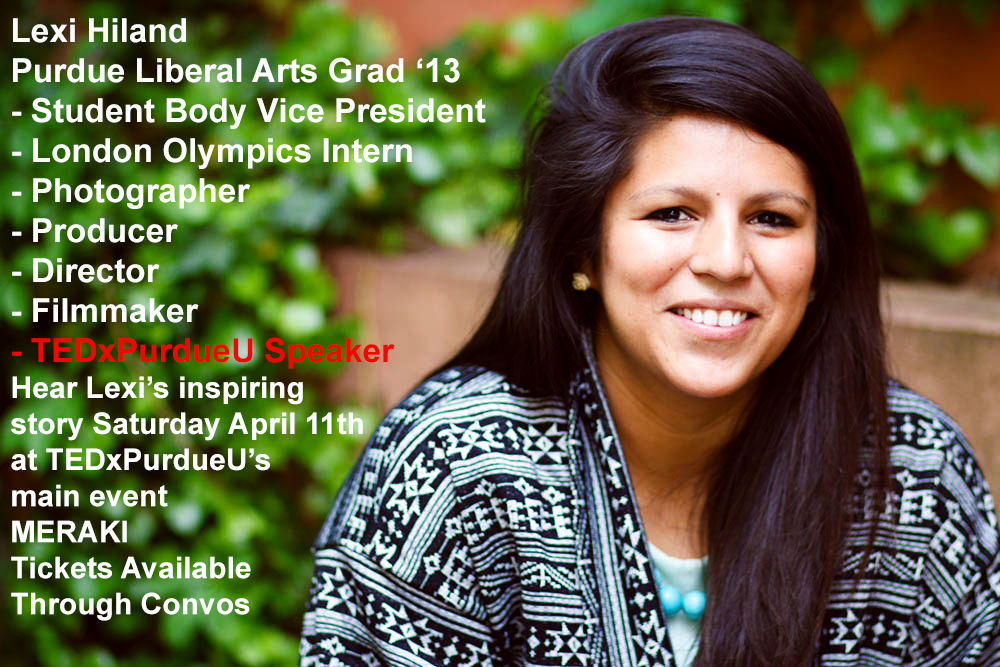 Lexi Hiland
Purdue Liberal Arts Grad ‘13
- Student Body Vice President
- London Olympics Intern
- Photographer
- Producer
- Director
- Filmmaker
- TEDxPurdueU Speaker
Hear Lexi’s inspiring
story Saturday April 11th
at TEDxPurdueU’s
main event
MERAKI
Tickets Available
Through Convos